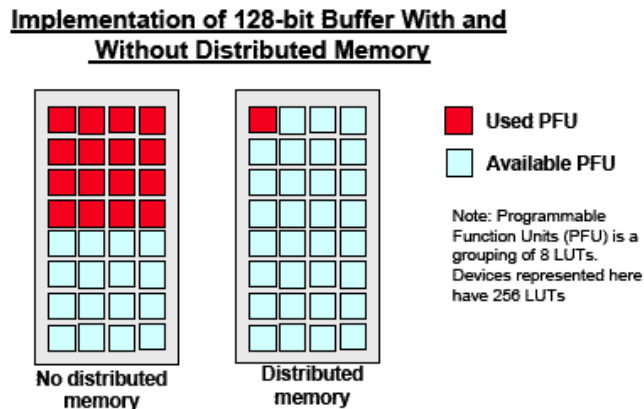 Implementation of 128-bit Buffer With and
Without Distributed Memory
Used PFU
Available PFU
Note: Programmable
Function Units (PFU) is a
grouping of 8 LUTs.
Devices represented here
have 256 LUTs
No distributed
memory
Distributed
memory